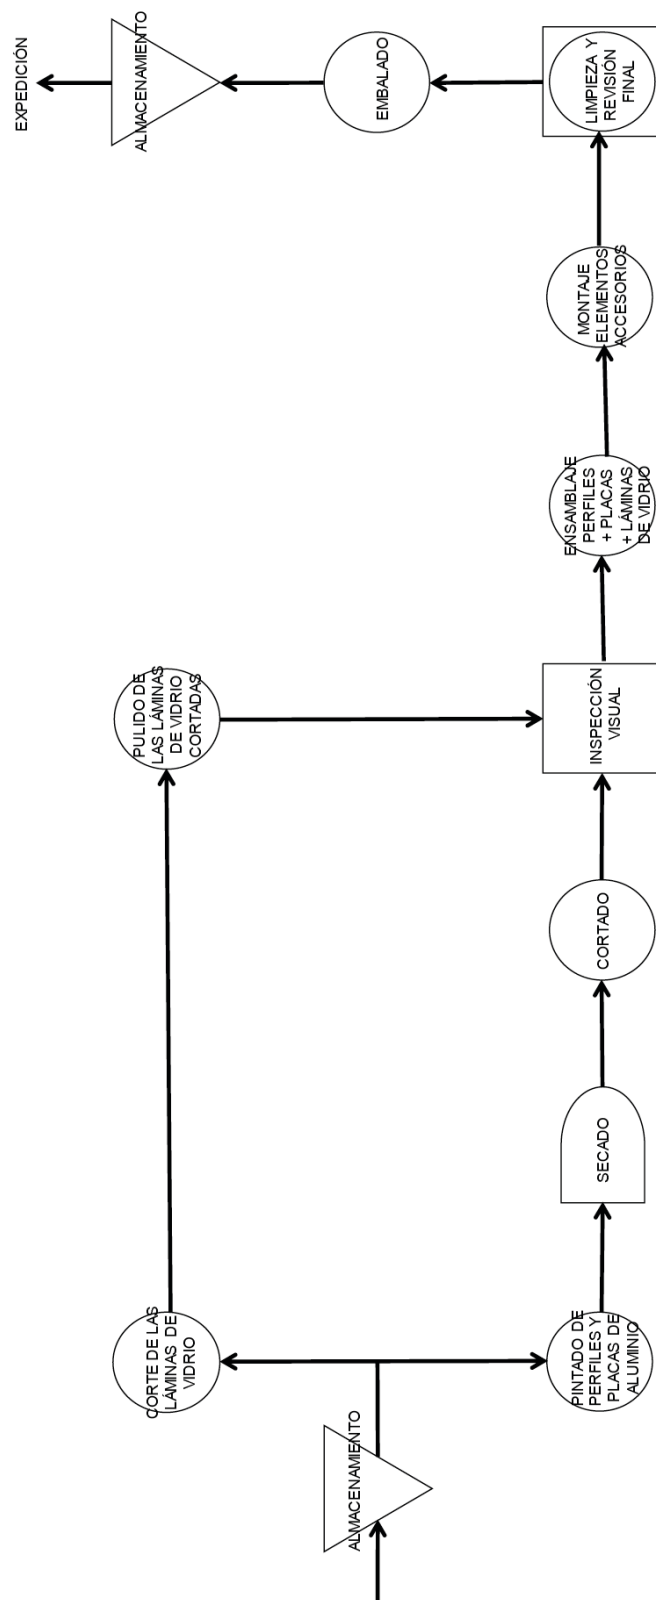 ALMACENAMIENTO
CORTE DE LAS
LÁMINAS DE
VIDRIO
PULIDO DE
LAS LÁMINAS
DE VIDRIO
CORTADAS
PINTADO DE
PERFILES Y
PLACAS DE
ALUMINIO
SECADO
CORTADO
INSPECCIÓN
VISUAL
ENSAMBLAJE
PERFILES
+ PLACAS
+ LÁMINAS
DE VIDRIO
MONTAJE
ELEMENTOS
ACCESORIOS
LIMPIEZA Y
REVISIÓN
FINAL
EMBALADO
ALMACENAMIENTO
EXPEDICIÓN